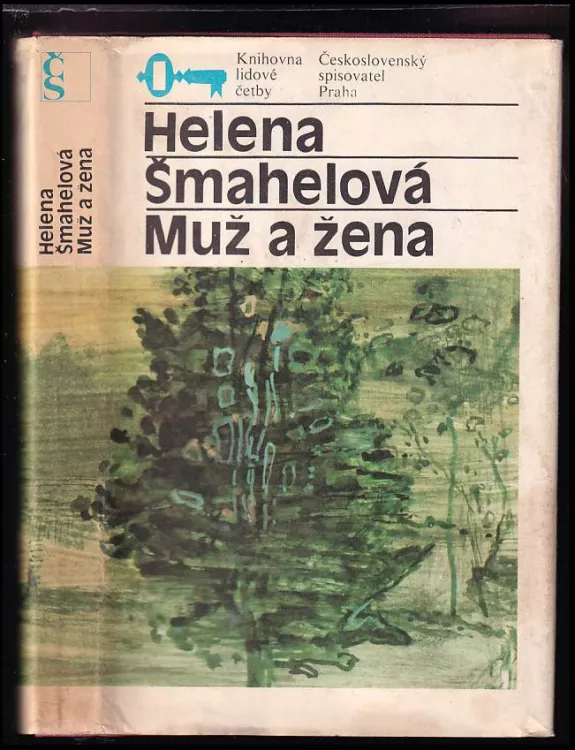 ČS
Knihovna
lidové
četby
Československý
spisovatel
Praha
Helena
Šmahelová
Muž a žena
Helena
Šmahelová
Muž a žena